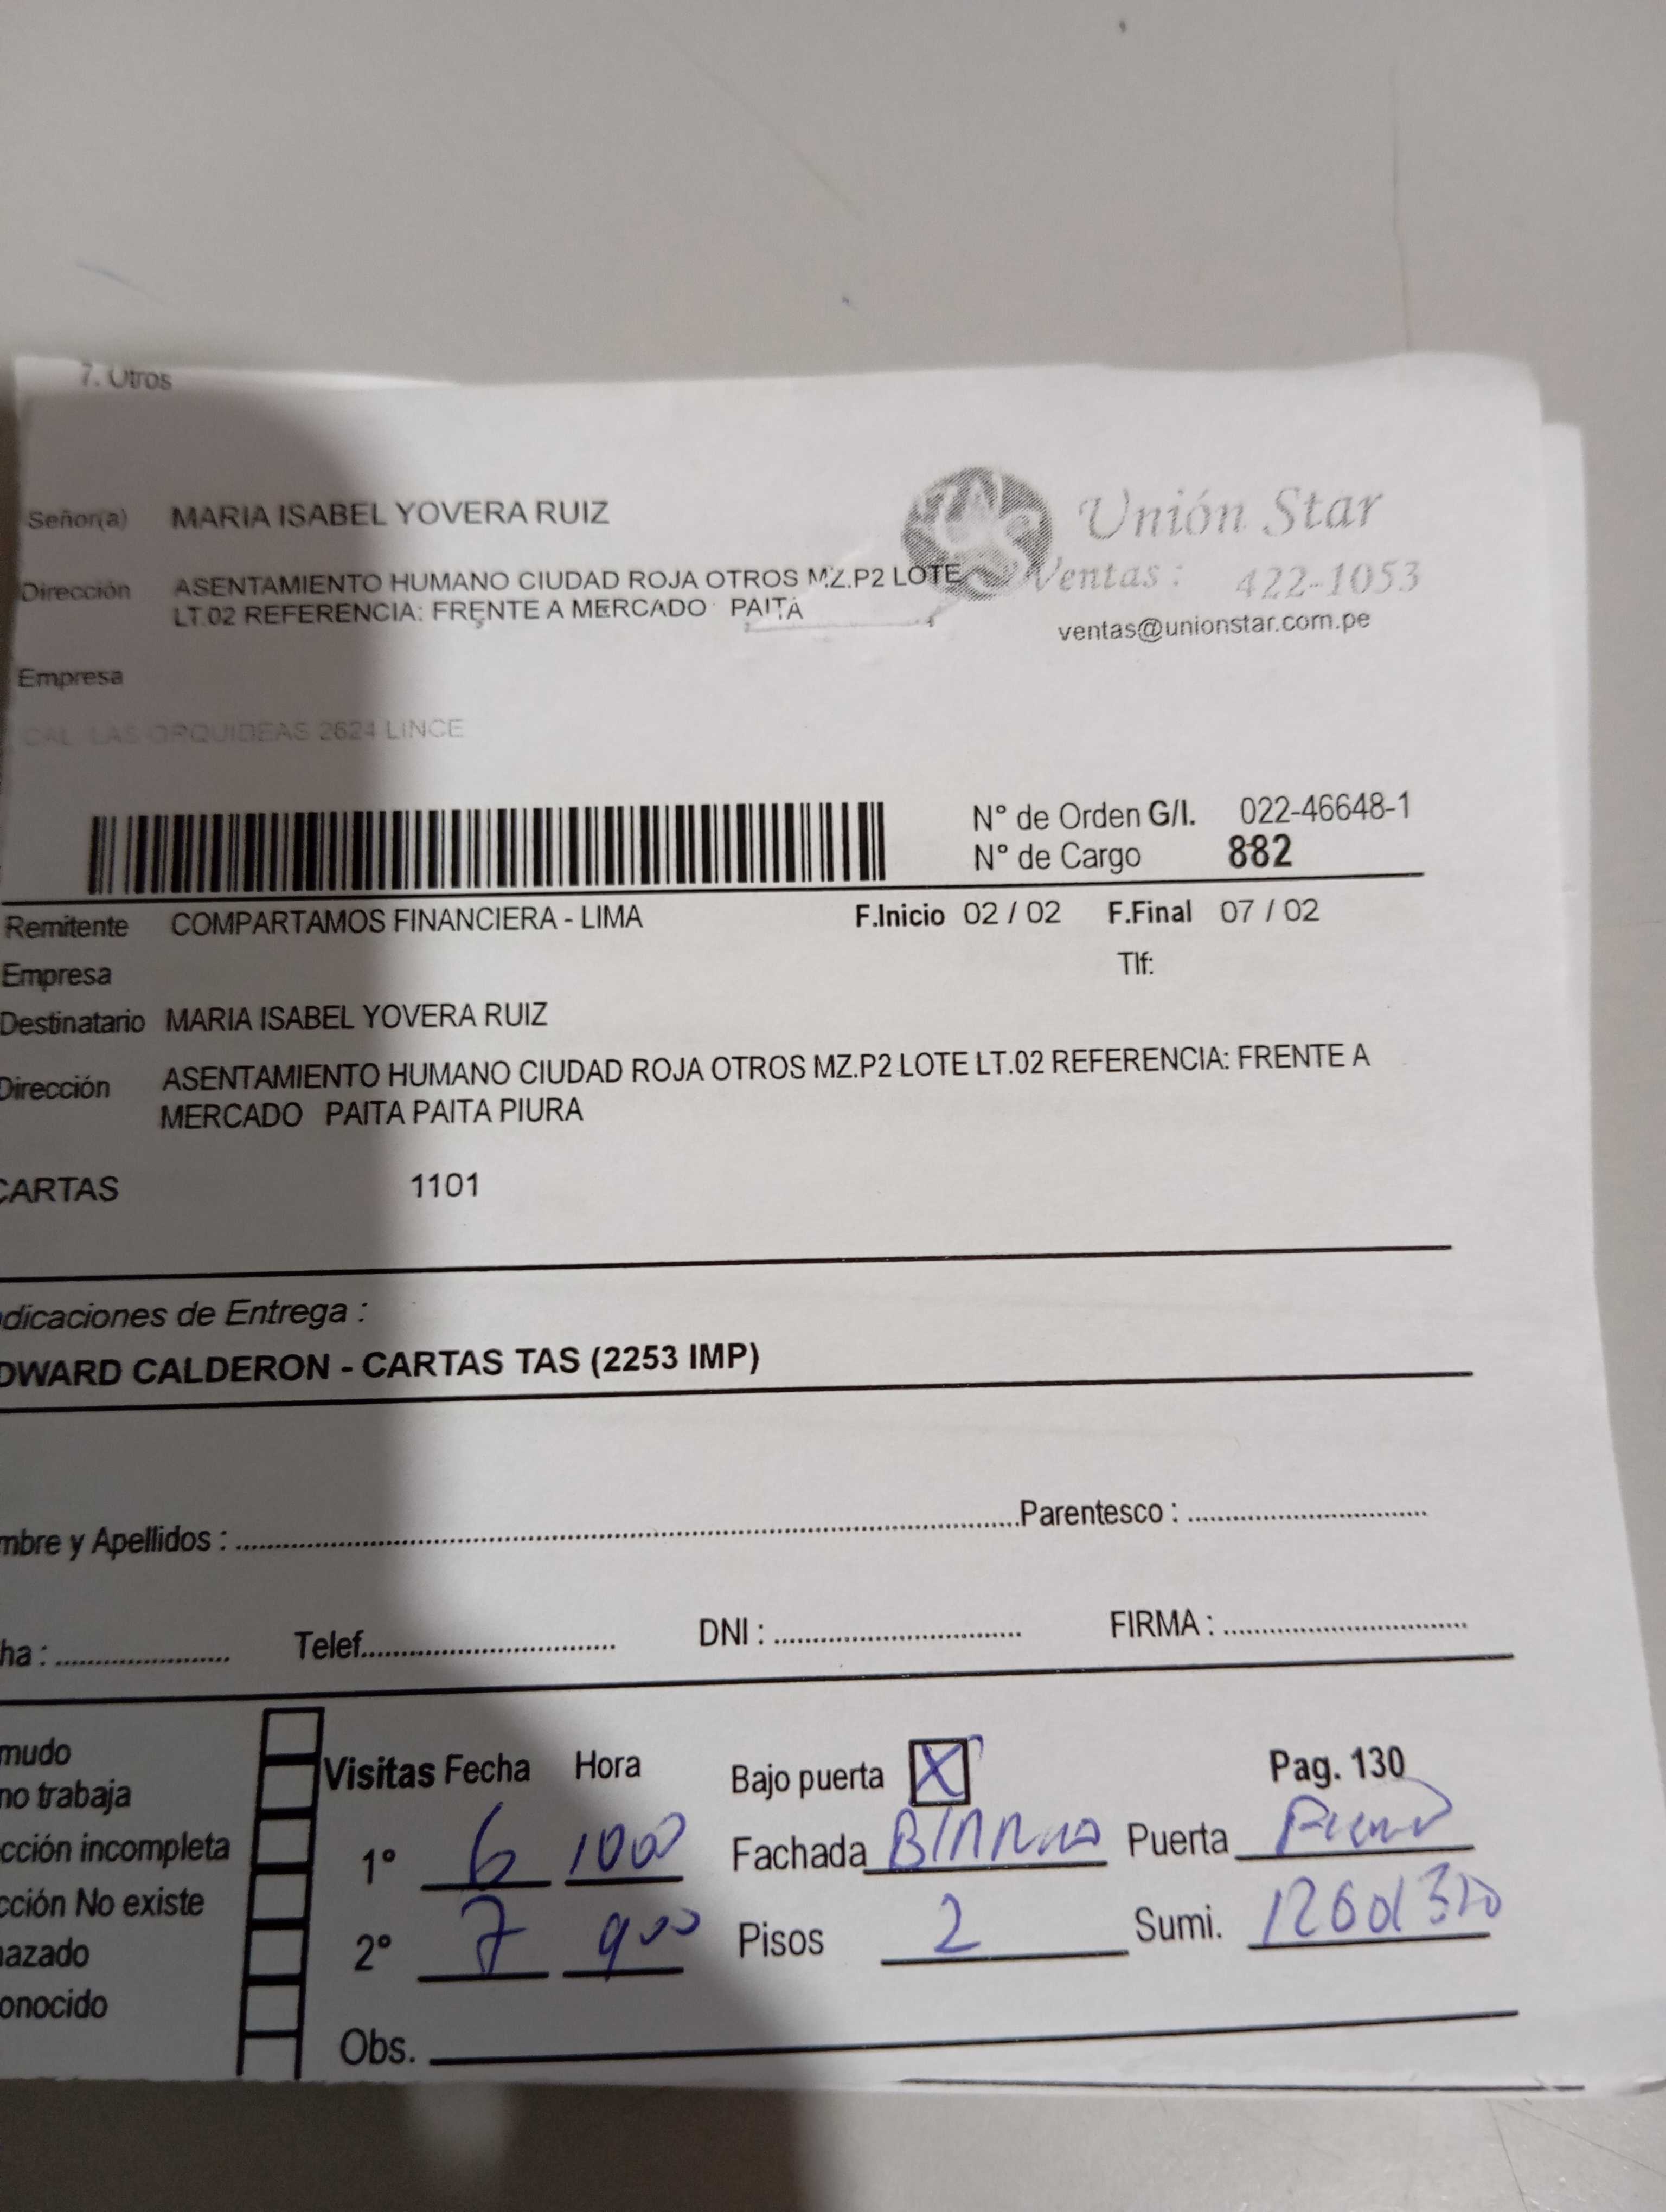 7. Otros
Señor(a) MARIA ISABEL YOVERA RUIZ
Unión Star
Dirección ASENTAMIENTO HUMANO CIUDAD ROJA OTROS MZ.P2 LOTE
LT.02 REFERENCIA: FRENTE A MERCADO PAITA
Ventas : 422-1053
ventas@unionstar.com.pe
Empresa
CAL. LAS ORQUIDEAS 2624 LINCE
N° de Orden G/I. 022-46648-1
N° de Cargo 882
Remitente COMPARTAMOS FINANCIERA - LIMA F.Inicio 02 / 02 F.Final 07 / 02
Empresa Tlf:
Destinatario MARIA ISABEL YOVERA RUIZ
Dirección ASENTAMIENTO HUMANO CIUDAD ROJA OTROS MZ.P2 LOTE LT.02 REFERENCIA: FRENTE A
MERCADO PAITA PAITA PIURA
CARTAS 1101
dicaciones de Entrega :
DWARD CALDERON - CARTAS TAS (2253 IMP)
mbre y Apellidos : Parentesco :
ha : Telef. DNI : FIRMA :
mudo
no trabaja
cción incompleta
cción No existe
hazado
onocido
Visitas Fecha Hora Bajo puerta X Pag. 130
1° 6 1000 Fachada Puerta
2° 7 900 Pisos 2 Sumi.
Obs.